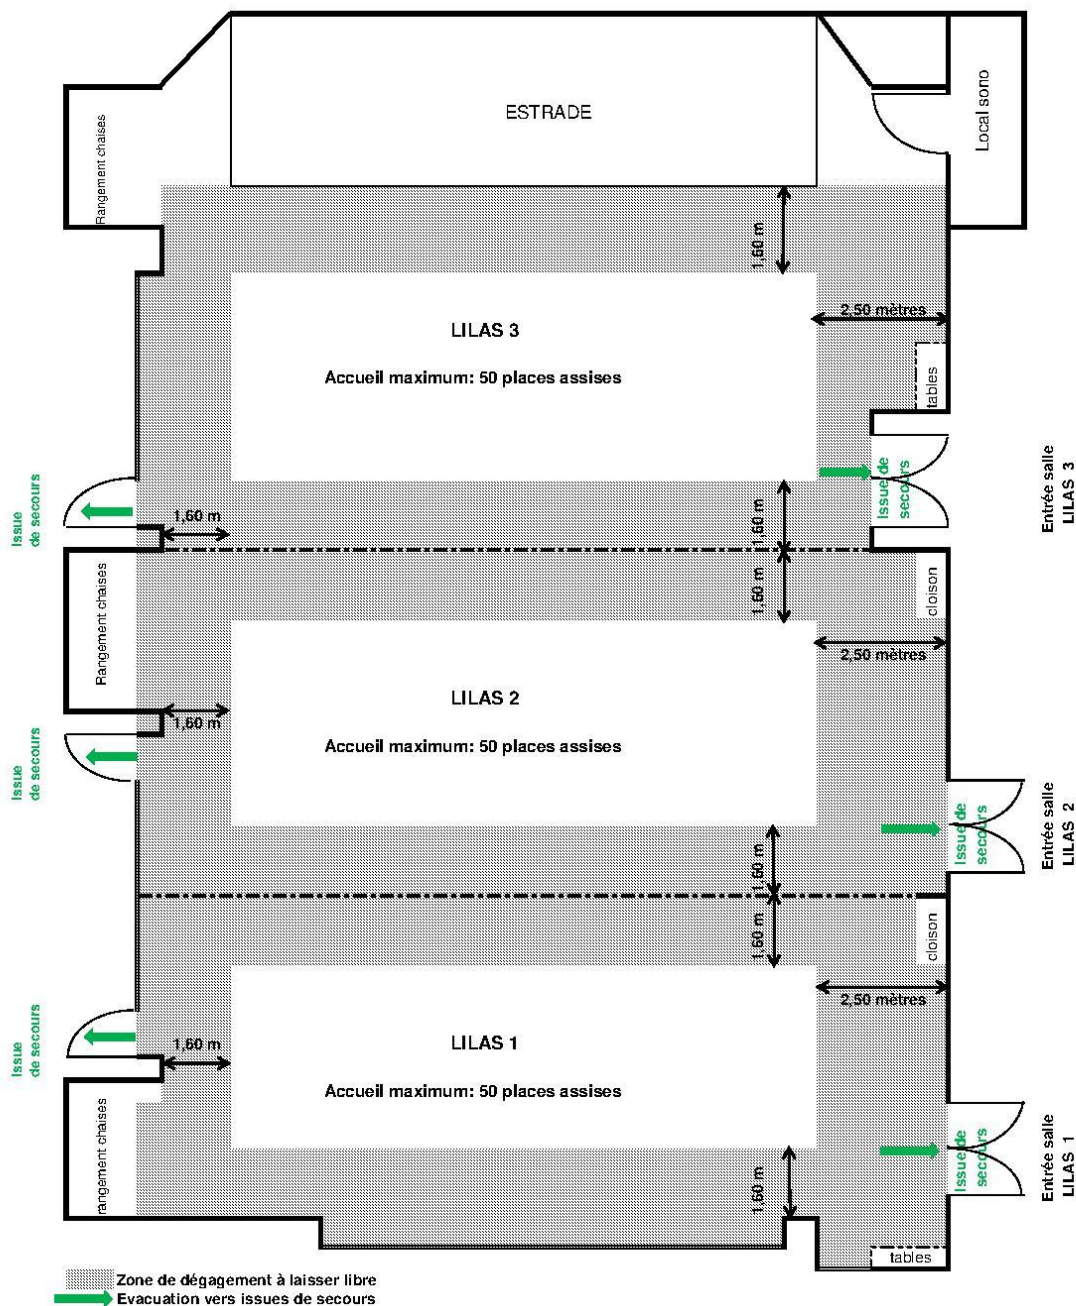 ESTRADE
Local sono
Rangement chaises
1,60 m
2,50 mètres
LILAS 3
Accueil maximum: 50 places assises
tables
Issue de
secours
Entrée salle
LILAS 3
Issue
de secours
1,60 m
1,60 m
1,60 m
cloison
Rangement chaises
2,50 mètres
LILAS 2
1,60 m
Accueil maximum: 50 places assises
Issue
de secours
Issue de
secours
Entrée salle
LILAS 2
1,60 m
1,60 m
cloison
2,50 mètres
Issue
de secours
1,60 m
LILAS 1
Accueil maximum: 50 places assises
rangement chaises
Issue de
secours
Entrée salle
LILAS 1
1,60 m
tables
Zone de dégagement à laisser libre
Evacuation vers issues de secours